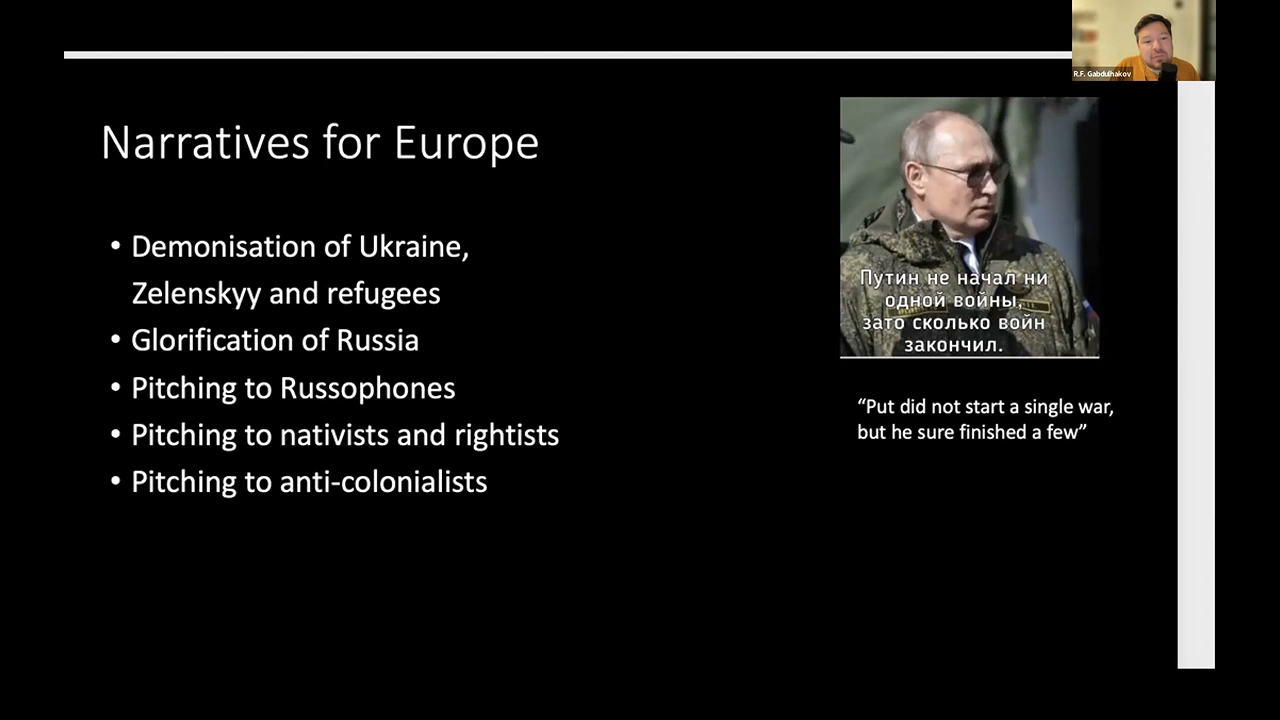 R.F. Gabdulhakov
Narratives for Europe
• Demonisation of Ukraine,
Zelenskyy and refugees
• Glorification of Russia
• Pitching to Russophones
• Pitching to nativists and rightists
• Pitching to anti-colonialists
Путин не начал ни
одной войны,
зато сколько войн
закончил.
“Put did not start a single war,
but he sure finished a few”